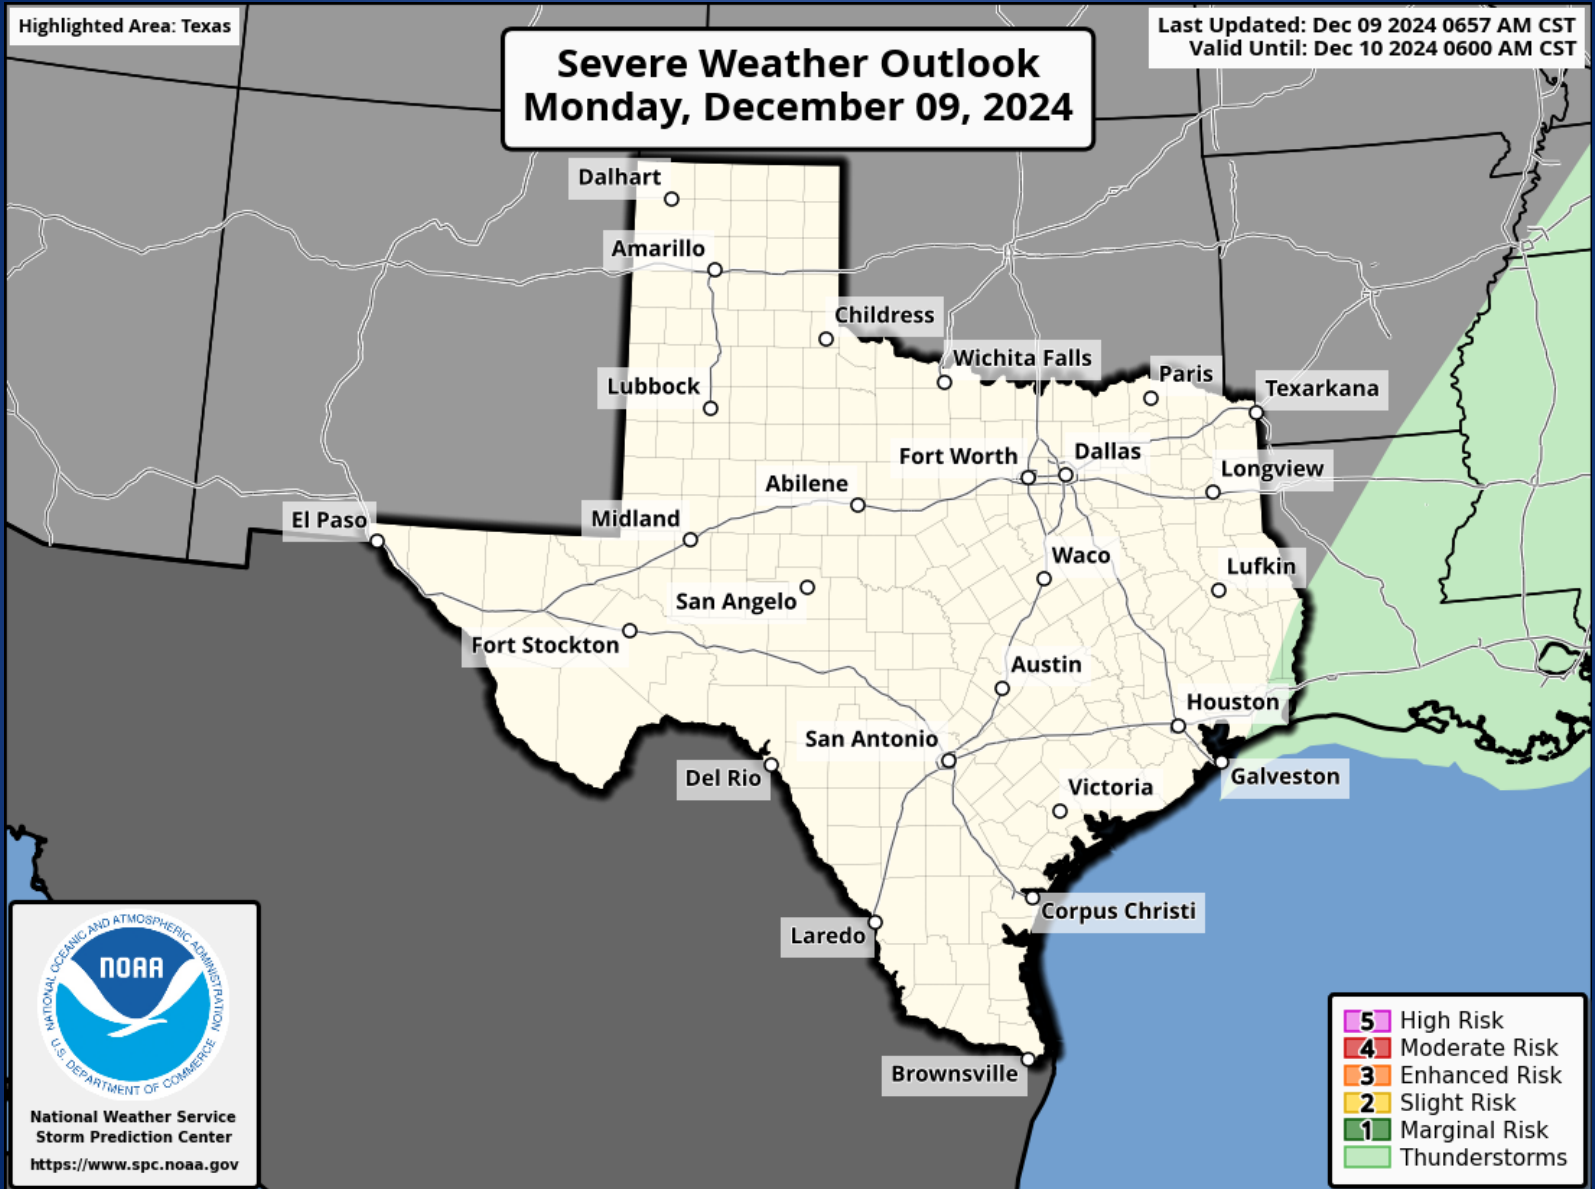 Highlighted Area: Texas
Severe Weather Outlook
Monday, December 09, 2024
Last Updated: Dec 09 2024 0657 AM CST
Valid Until: Dec 10 2024 0600 AM CST
Dalhart
Amarillo
Childress
Wichita Falls
Paris
Texarkana
Lubbock
Fort Worth
Dallas
Longview
Abilene
El Paso
Midland
Waco
Lufkin
San Angelo
Fort Stockton
Austin
Houston
San Antonio
Del Rio
Galveston
Victoria
Corpus Christi
Laredo
Brownsville
NATIONAL OCEANIC AND ATMOSPHERIC ADMINISTRATION
NOAA
U.S. DEPARTMENT OF COMMERCE
National Weather Service
Storm Prediction Center
https://www.spc.noaa.gov
5 High Risk
4 Moderate Risk
3 Enhanced Risk
2 Slight Risk
1 Marginal Risk
Thunderstorms